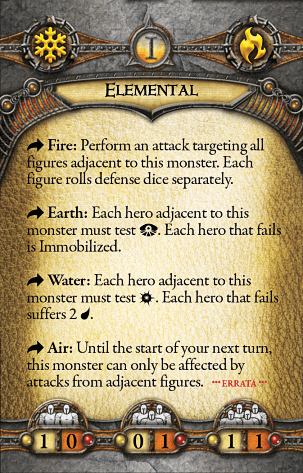 I
Elemental
Fire: Perform an attack targeting all
figures adjacent to this monster. Each
figure rolls defense dice separately.
Earth: Each hero adjacent to this
monster must test . Each hero that fails
is Immobilized.
Water: Each hero adjacent to this
monster must test . Each hero that fails
suffers 2 .
Air: Until the start of your next turn,
this monster can only be affected by
attacks from adjacent figures. *** ERRATA ***
1 0 0 1 1 1